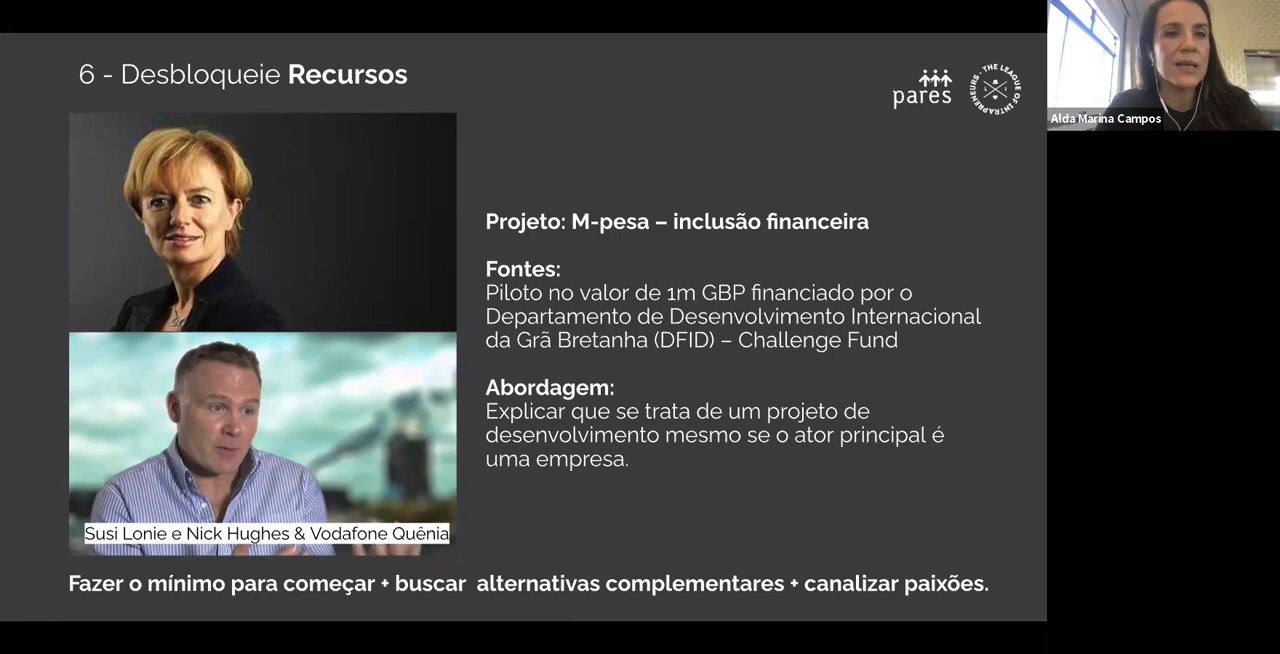 6 - Desbloqueie Recursos
pares
THE LEAGUE OF INTRAPRENEURS
Alda Marina Campos
Projeto: M-pesa – inclusão financeira
Fontes:
Piloto no valor de 1m GBP financiado por o
Departamento de Desenvolvimento Internacional
da Grã Bretanha (DFID) – Challenge Fund
Abordagem:
Explicar que se trata de um projeto de
desenvolvimento mesmo se o ator principal é
uma empresa.
Susi Lonie e Nick Hughes & Vodafone Quênia
Fazer o mínimo para começar + buscar alternativas complementares + canalizar paixões.